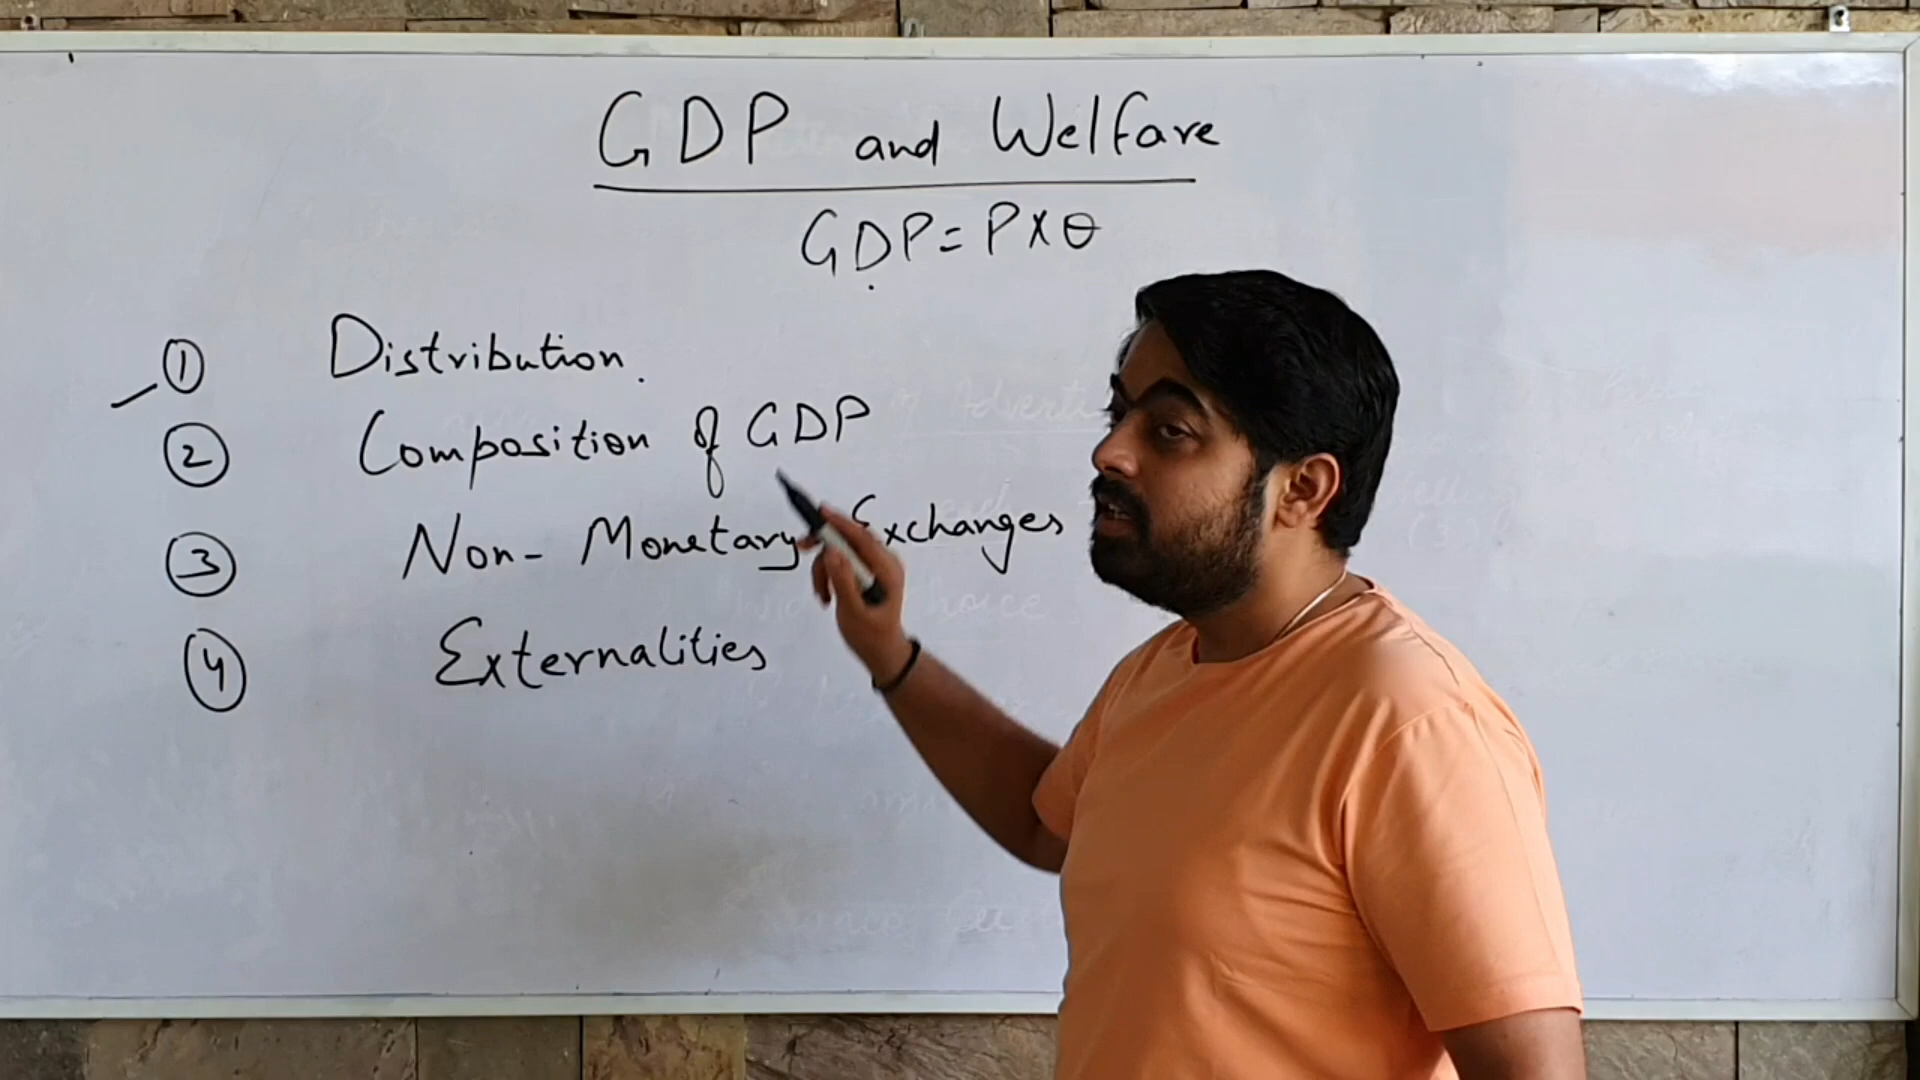 GDP and Welfare
GDP = P X Q
① Distribution.
② Composition of GDP
③ Non-Monetary Exchanges
④ Externalities